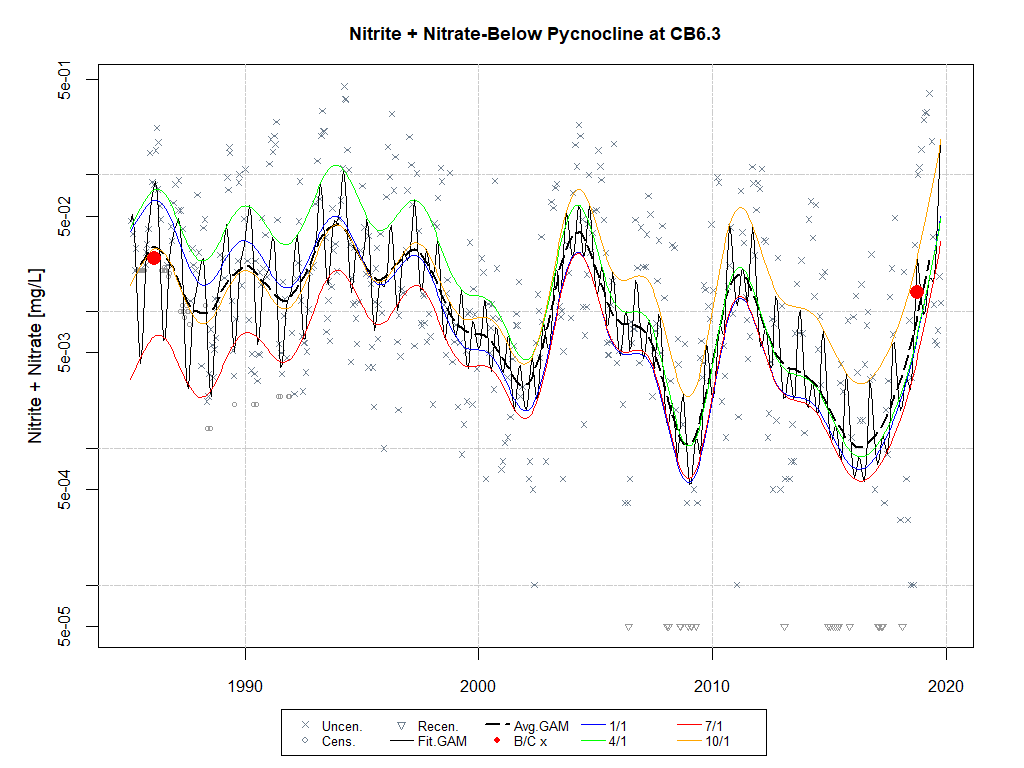 Nitrite + Nitrate-Below Pycnocline at CB6.3
Nitrite + Nitrate [mg/L]
5e-01
5e-02
5e-03
5e-04
5e-05
1990 2000 2010 2020
Uncen. Recen. Avg.GAM 1/1 7/1
Cens. Fit.GAM B/C x 4/1 10/1